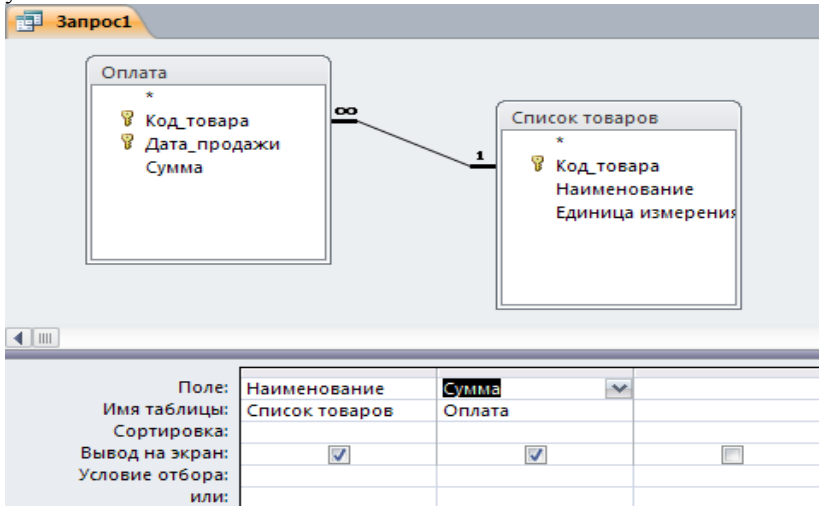 Запрос1
Оплата
*
Код_товара
Дата_продажи
Сумма
∞
1
Список товаров
*
Код_товара
Наименование
Единица измерения
Поле: Наименование Сумма
Имя таблицы: Список товаров Оплата
Сортировка:
Вывод на экран:
Условие отбора:
или: